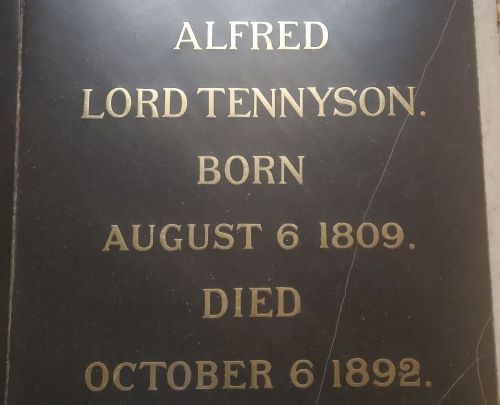 ALFRED
LORD TENNYSON.
BORN
AUGUST 6 1809.
DIED
OCTOBER 6 1892.